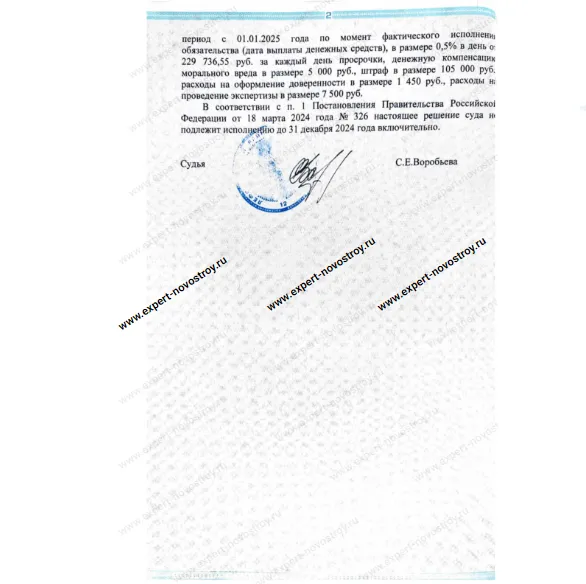 2
период с 01.01.2025 года по момент фактического исполнени
обязательства (дата выплаты денежных средств), в размере 0,5% в день о
229 736,55 руб. за каждый день просрочки, денежную компенсаци
морального вреда в размере 5 000 руб., штраф в размере 105 000 руб.
расходы на оформление доверенности в размере 1 450 руб., расходы н
проведение экспертизы в размере 7 500 руб.
В соответствии с п. 1 Постановления Правительства Российско
Федерации от 18 марта 2024 года № 326 настоящее решение суда н
подлежит исполнению до 31 декабря 2024 года включительно.
Судья С.Е.Воробьева
www.expert-novostroy.ru
www.expert-novostroy.ru
www.expert-novostroy.ru